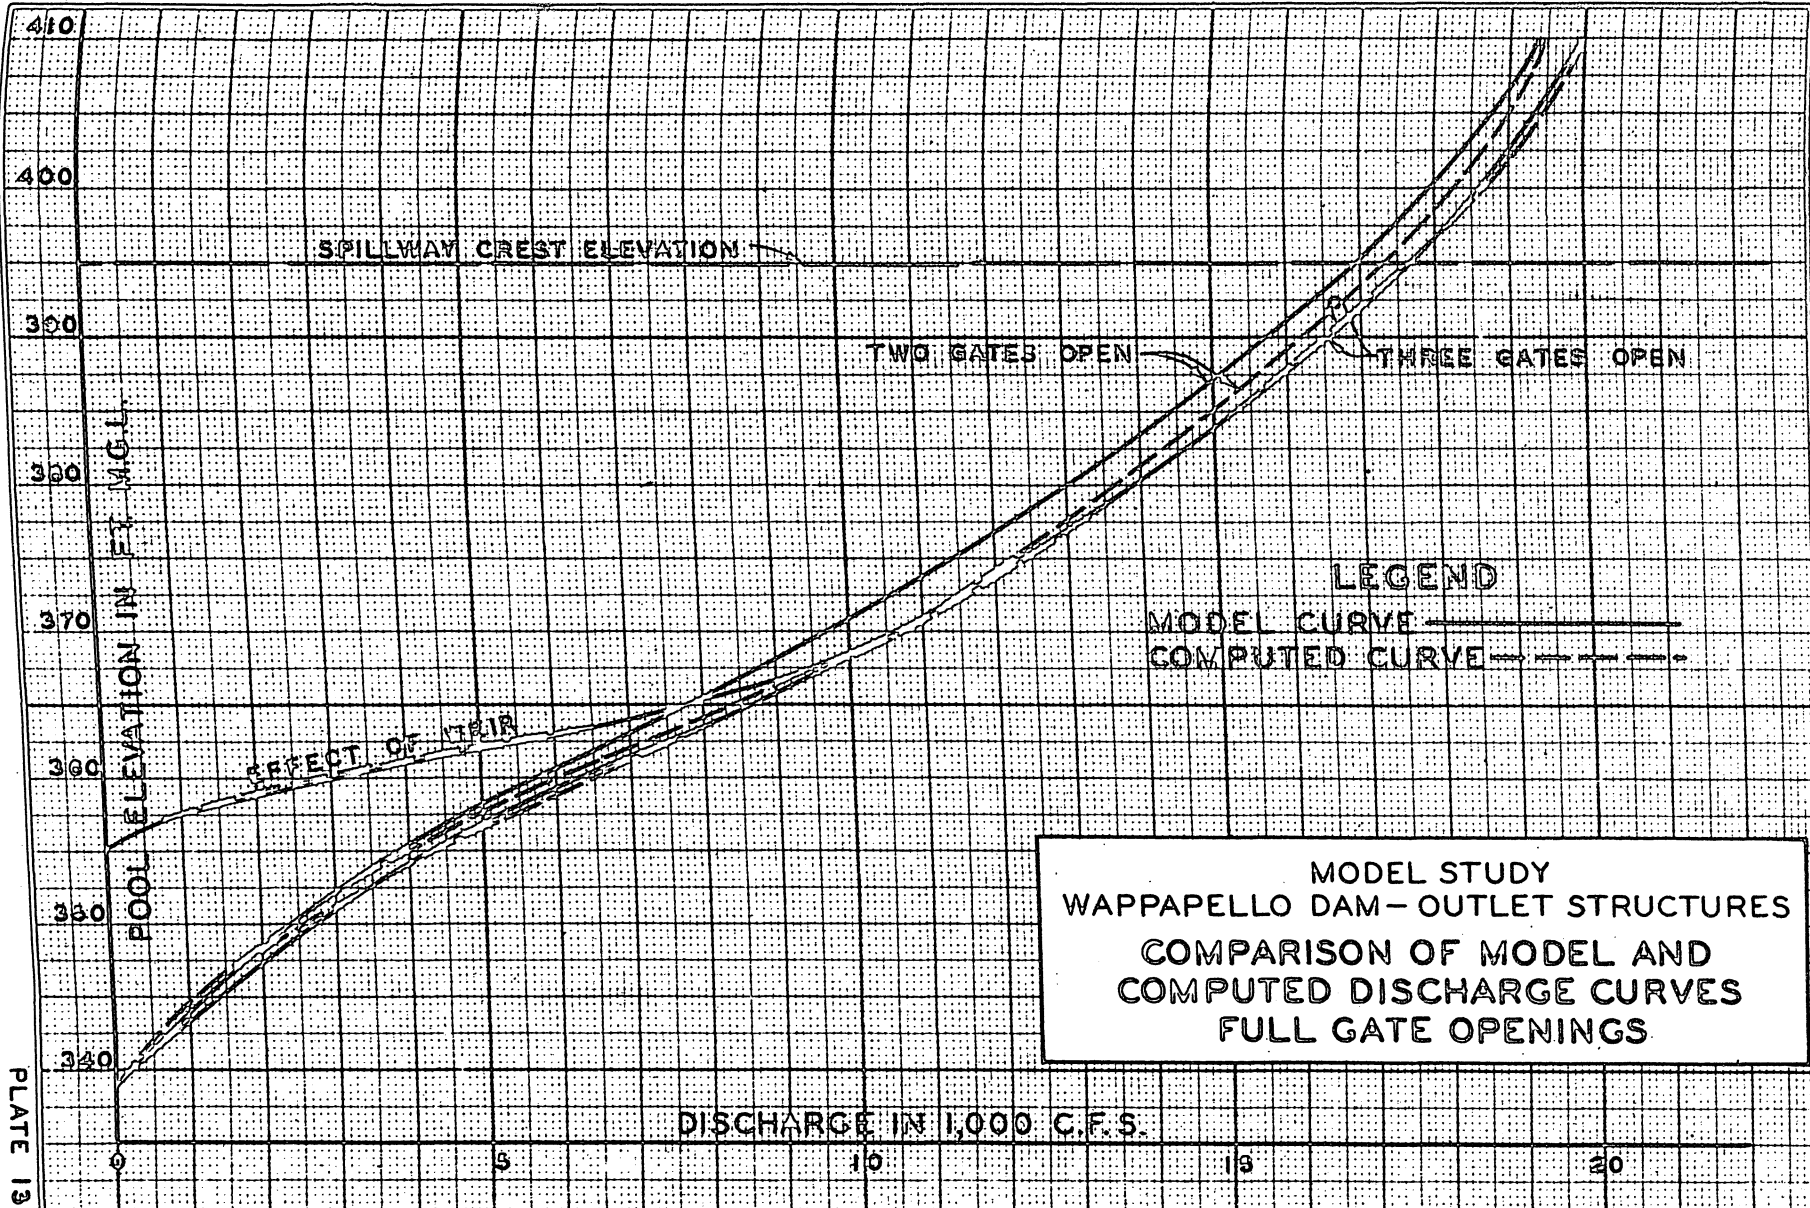 410
400
SPILLWAY CREST ELEVATION
390
TWO GATES OPEN
THREE GATES OPEN
380
POOL ELEVATION IN FT. M.G.L.
LEGEND
370
MODEL CURVE
COMPUTED CURVE
EFFECT OF WEIR
360
MODEL STUDY
WAPPAPELLO DAM-OUTLET STRUCTURES
COMPARISON OF MODEL AND
COMPUTED DISCHARGE CURVES
FULL GATE OPENINGS
350
340
DISCHARGE IN 1,000 C.F.S.
0 5 10 15 20
PLATE 13